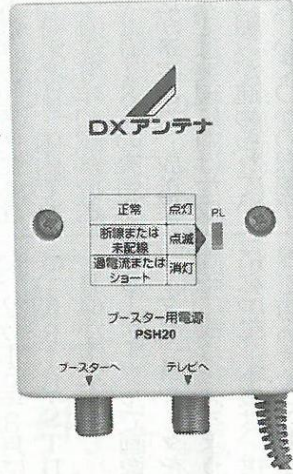 DXアンテナ
正常 点灯
断線または
未配線 点滅
過電流または
ショート 消灯
PL
ブースター用電源
PSH20
ブースターへ テレビへ